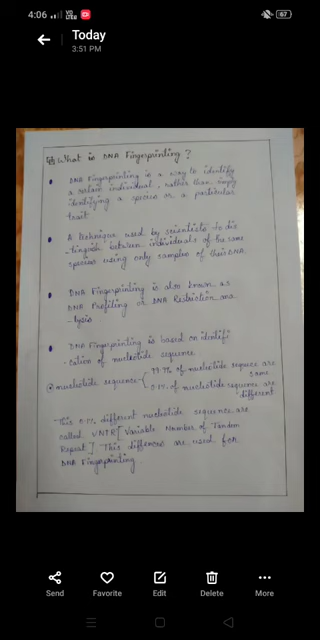 4:06
67
Today
3:51 PM
What is DNA Fingerprinting?
DNA Fingerprinting is a way to identify
a certain individual, rather than simply
identifying a species or a particular
trait
A technique used by scientists to dis
-tinguish between individuals of the same
species using only samples of their DNA.
DNA Fingerprinting is also known as
DNA Profiling or DNA Restriction ana
-lysis
DNA Fingerprinting is based on identifi
-cation of nucleotide sequence
nucleotide sequence - 99.9% of nucleotide sequence are same
0.1% of nucleotide sequence are different
This 0.1% different nucleotide sequence are
called VNTR [Variable Number of Tandem
Repeat.] This differences are used for
DNA Fingerprinting.
Send
Favorite
Edit
Delete
More